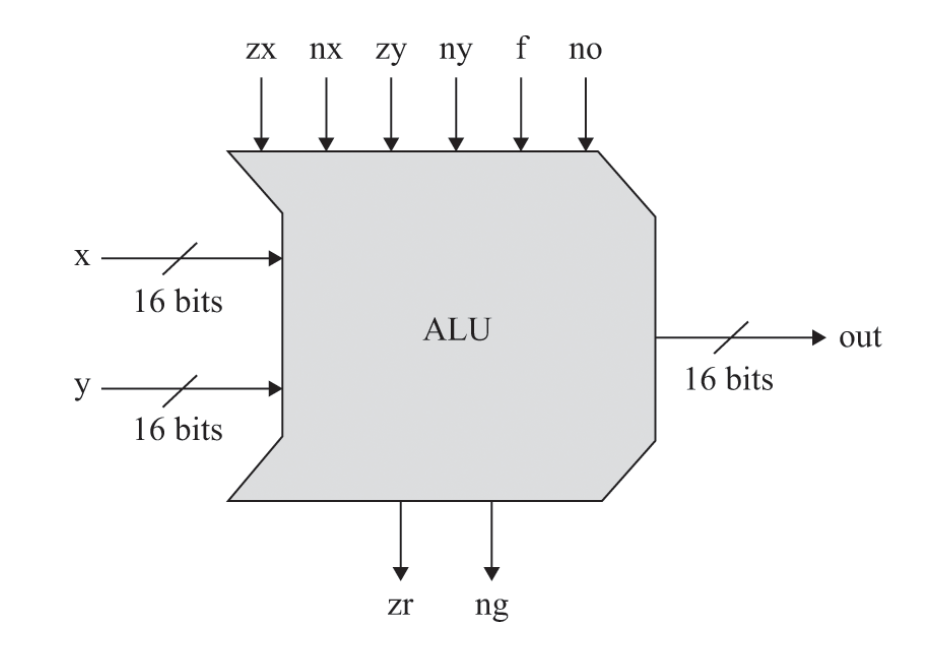 zx nx zy ny f no
x
16 bits
ALU
out
16 bits
y
16 bits
zr ng